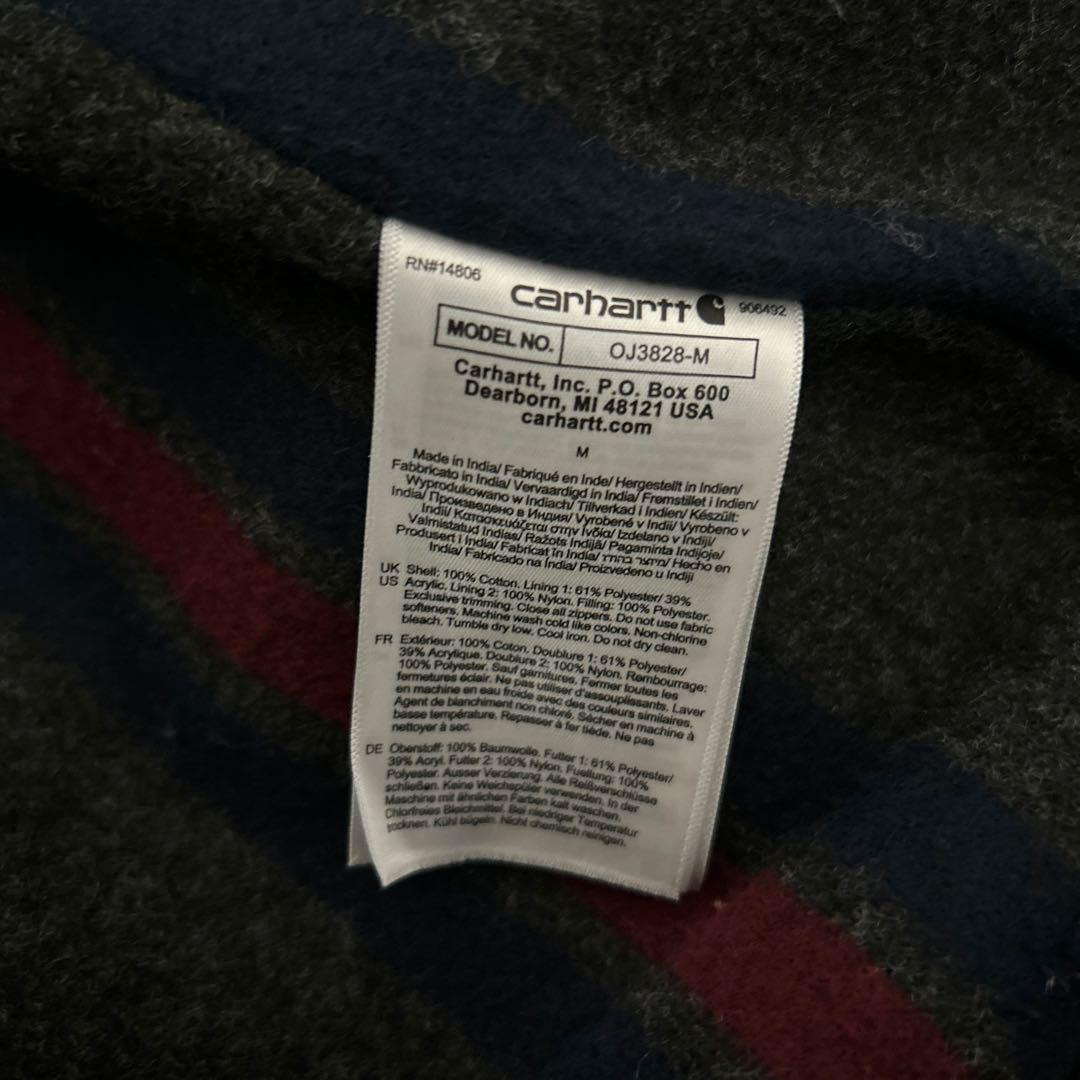 RN#14806
carhartt
906492
MODEL NO.
OJ3828-M
Carhartt, Inc. P.O. Box 600
Dearborn, MI 48121 USA
carhartt.com
M
Made in India/ Fabriqué en Inde/ Hergestellt in Indien/
Fabbricato in India/ Vervaardigd in India/ Fremstillet i Indien/
Wyprodukowano w Indiach/ Tillverkad i Indien/ Készült:
India/ Произведено в Индия/ Vyrobené v Indii/ Vyrobeno v
Indii/ Κατασκευάζεται στην Ινδία/ Izdelano v Indiji/
Valmistatud Indias/ Ražots Indijā/ Pagaminta Indijoje/
Produsert i India/ Fabricat în India/ מיוצר בהודו/ Hecho en
India/ Fabricado na India/ Proizvedeno u Indiji
UK Shell: 100% Cotton. Lining 1: 61% Polyester/ 39%
US Acrylic. Lining 2: 100% Nylon. Filling: 100% Polyester.
Exclusive trimming. Close all zippers. Do not use fabric
softeners. Machine wash cold like colors. Non-chlorine
bleach. Tumble dry low. Cool iron. Do not dry clean.
FR Extérieur: 100% Coton. Doublure 1: 61% Polyester/
39% Acrylique. Doublure 2: 100% Nylon. Rembourrage:
100% Polyester. Sauf garnitures. Fermer toutes les
fermetures éclair. Ne pas utiliser d'assouplissants. Laver
en machine en eau froide avec des couleurs similaires.
Agent de blanchiment non chloré. Sécher en machine à
basse température. Repasser à fer tiède. Ne pas
nettoyer à sec.
DE Oberstoff: 100% Baumwolle. Futter 1: 61% Polyester/
39% Acryl. Futter 2: 100% Nylon. Fuellung: 100%
Polyester. Ausser Verzierung. Alle Reißverschlüsse
schließen. Keine Weichspüler verwenden. In der
Maschine mit ähnlichen Farben kalt waschen.
Chlorfreies Bleichmittel. Bei niedriger Temperatur
trocknen. Kühl bügeln. Nicht chemisch reinigen.